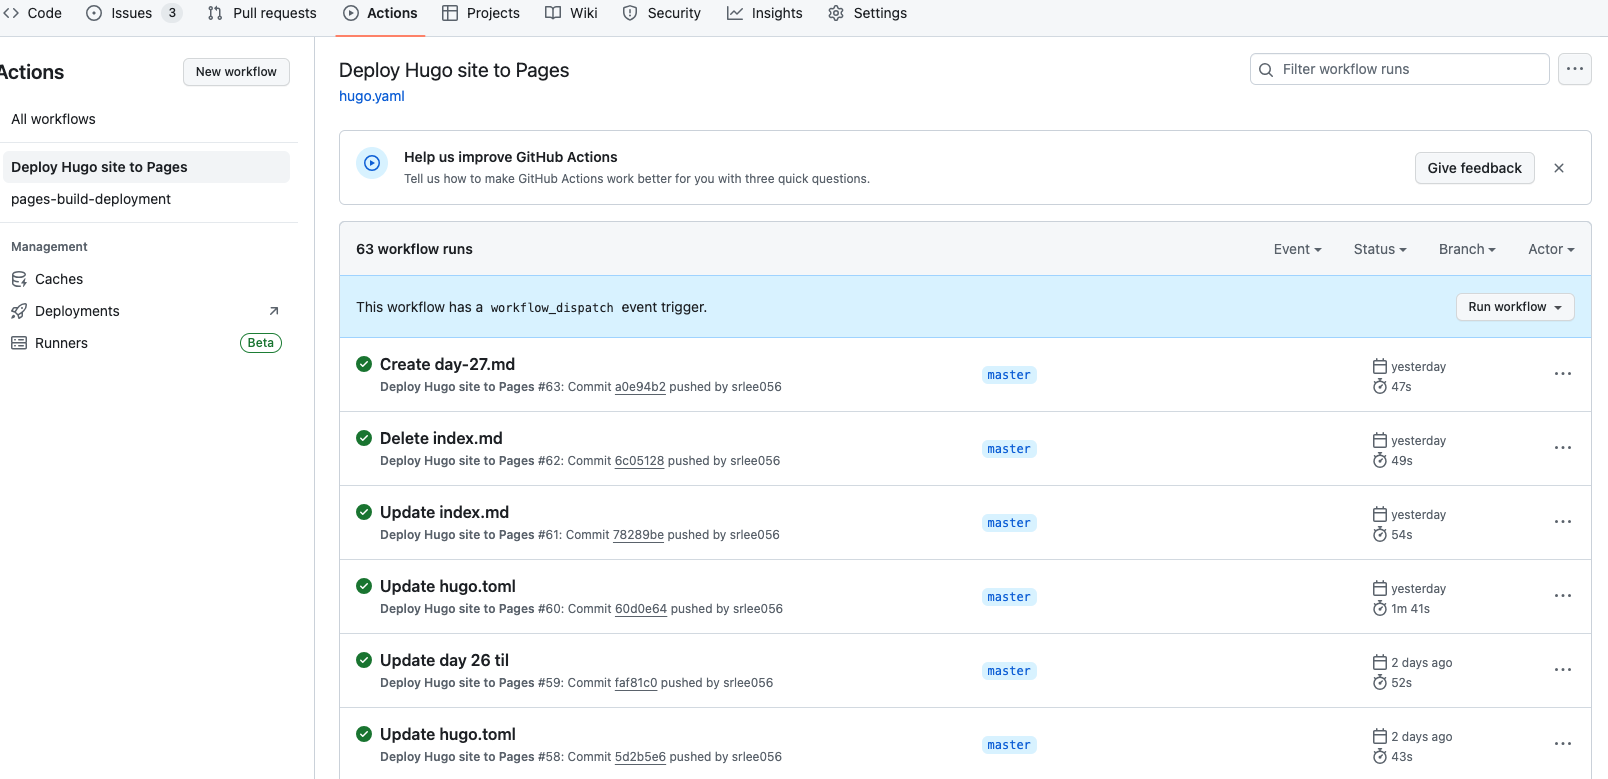 Code Issues 3 Pull requests Actions Projects Wiki Security Insights Settings
Actions
New workflow
All workflows
Deploy Hugo site to Pages
pages-build-deployment
Management
Caches
Deployments
Runners Beta
Deploy Hugo site to Pages
hugo.yaml
Filter workflow runs
Help us improve GitHub Actions
Tell us how to make GitHub Actions work better for you with three quick questions.
Give feedback
63 workflow runs Event Status Branch Actor
This workflow has a workflow_dispatch event trigger. Run workflow
Create day-27.md
Deploy Hugo site to Pages #63: Commit a0e94b2 pushed by srlee056
master
yesterday
47s
Delete index.md
Deploy Hugo site to Pages #62: Commit 6c05128 pushed by srlee056
master
yesterday
49s
Update index.md
Deploy Hugo site to Pages #61: Commit 78289be pushed by srlee056
master
yesterday
54s
Update hugo.toml
Deploy Hugo site to Pages #60: Commit 60d0e64 pushed by srlee056
master
yesterday
1m 41s
Update day 26 til
Deploy Hugo site to Pages #59: Commit faf81c0 pushed by srlee056
master
2 days ago
52s
Update hugo.toml
Deploy Hugo site to Pages #58: Commit 5d2b5e6 pushed by srlee056
master
2 days ago
43s